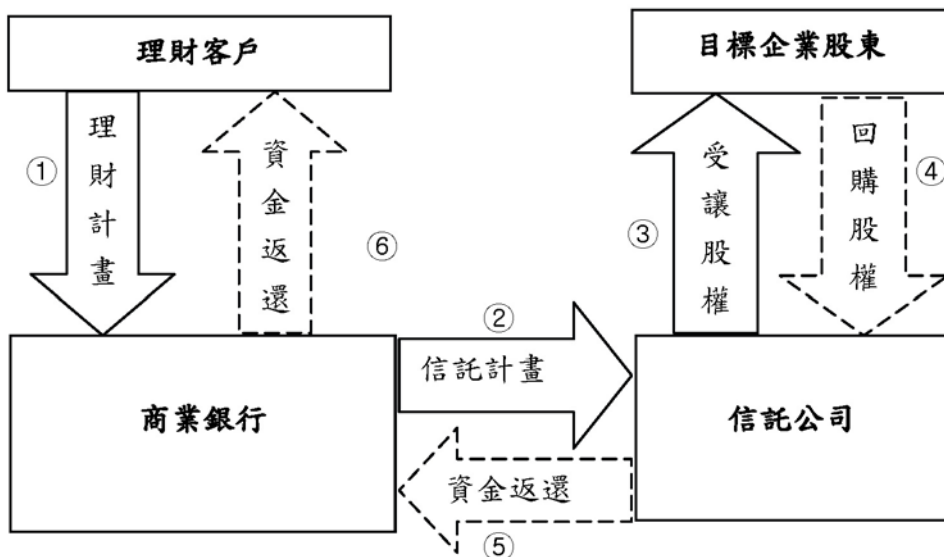 理財客戶
目標企業股東
①
理財計畫
資金返還
⑥
③
受讓股權
回購股權
④
②
信託計畫
商業銀行
信託公司
資金返還
⑤